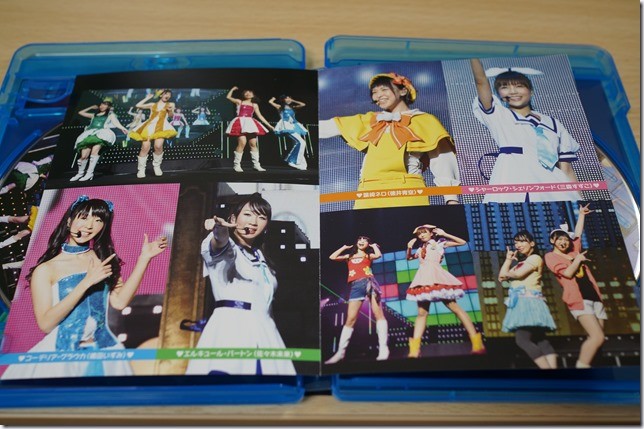 ♥コーデリア・グラウカ(橘田いずみ)♥
♥エルキュール・バートン(佐々木未来)♥
♥譲崎ネロ(徳井青空)♥
♥シャーロック・シェリンフォード(三森すずこ)♥